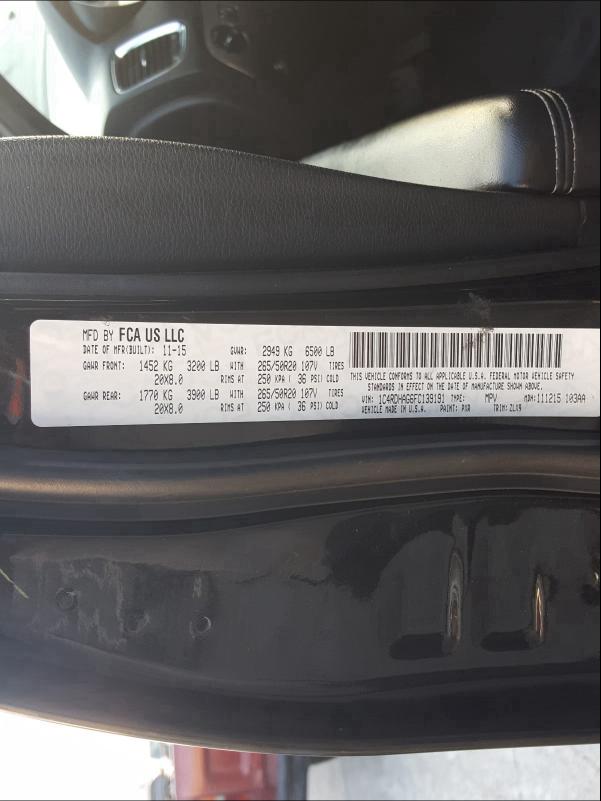 MFD BY FCA US LLC
DATE OF MFR(BUILT): 11-15 GVWR: 2949 KG 6500 LB
GAWR FRONT: 1452 KG 3200 LB WITH 265/50R20 107V TIRES
20X8.0 RIMS AT 250 KPA ( 36 PSI) COLD
GAWR REAR: 1770 KG 3900 LB WITH 265/50R20 107V TIRES
20X8.0 RIMS AT 250 KPA ( 36 PSI) COLD
THIS VEHICLE CONFORMS TO ALL APPLICABLE U.S.A. FEDERAL MOTOR VEHICLE SAFETY
STANDARDS IN EFFECT ON THE DATE OF MANUFACTURE SHOWN ABOVE.
VIN: 1C4RDHAG6FC139191 TYPE: MPV MDH: 111215 103AA
VEHICLE MADE IN U.S.A. PAINT: PXR TRIM: ZLX9